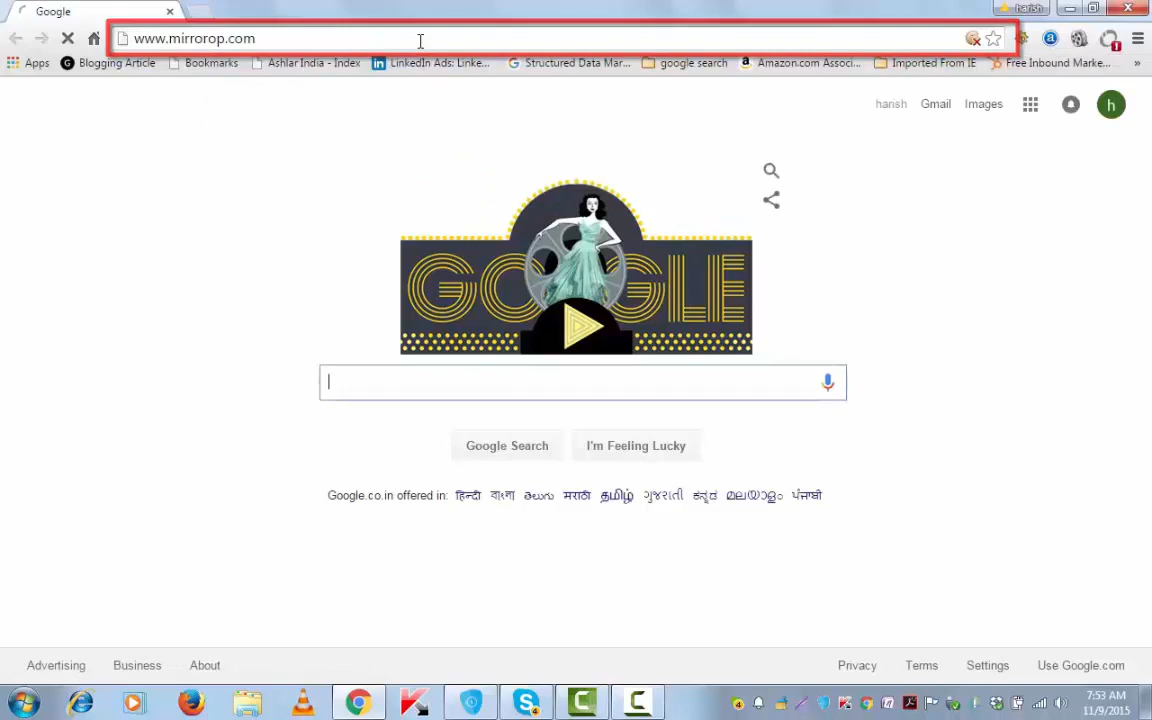 Google
harish
www.mirrorop.com
Apps Blogging Article Bookmarks Ashlar India - Index LinkedIn Ads: Linke... Structured Data Mar... google search Amazon.com Associ... Imported From IE Free Inbound Marke... »
harish Gmail Images h
GOOGLE
Google Search I'm Feeling Lucky
Google.co.in offered in: हिन्दी বাংলা తెలుగు मराठी தமிழ் ગુજરાતી ಕನ್ನಡ മലയാളം ਪੰਜਾਬੀ
Advertising Business About Privacy Terms Settings Use Google.com
7:53 AM
11/9/2015